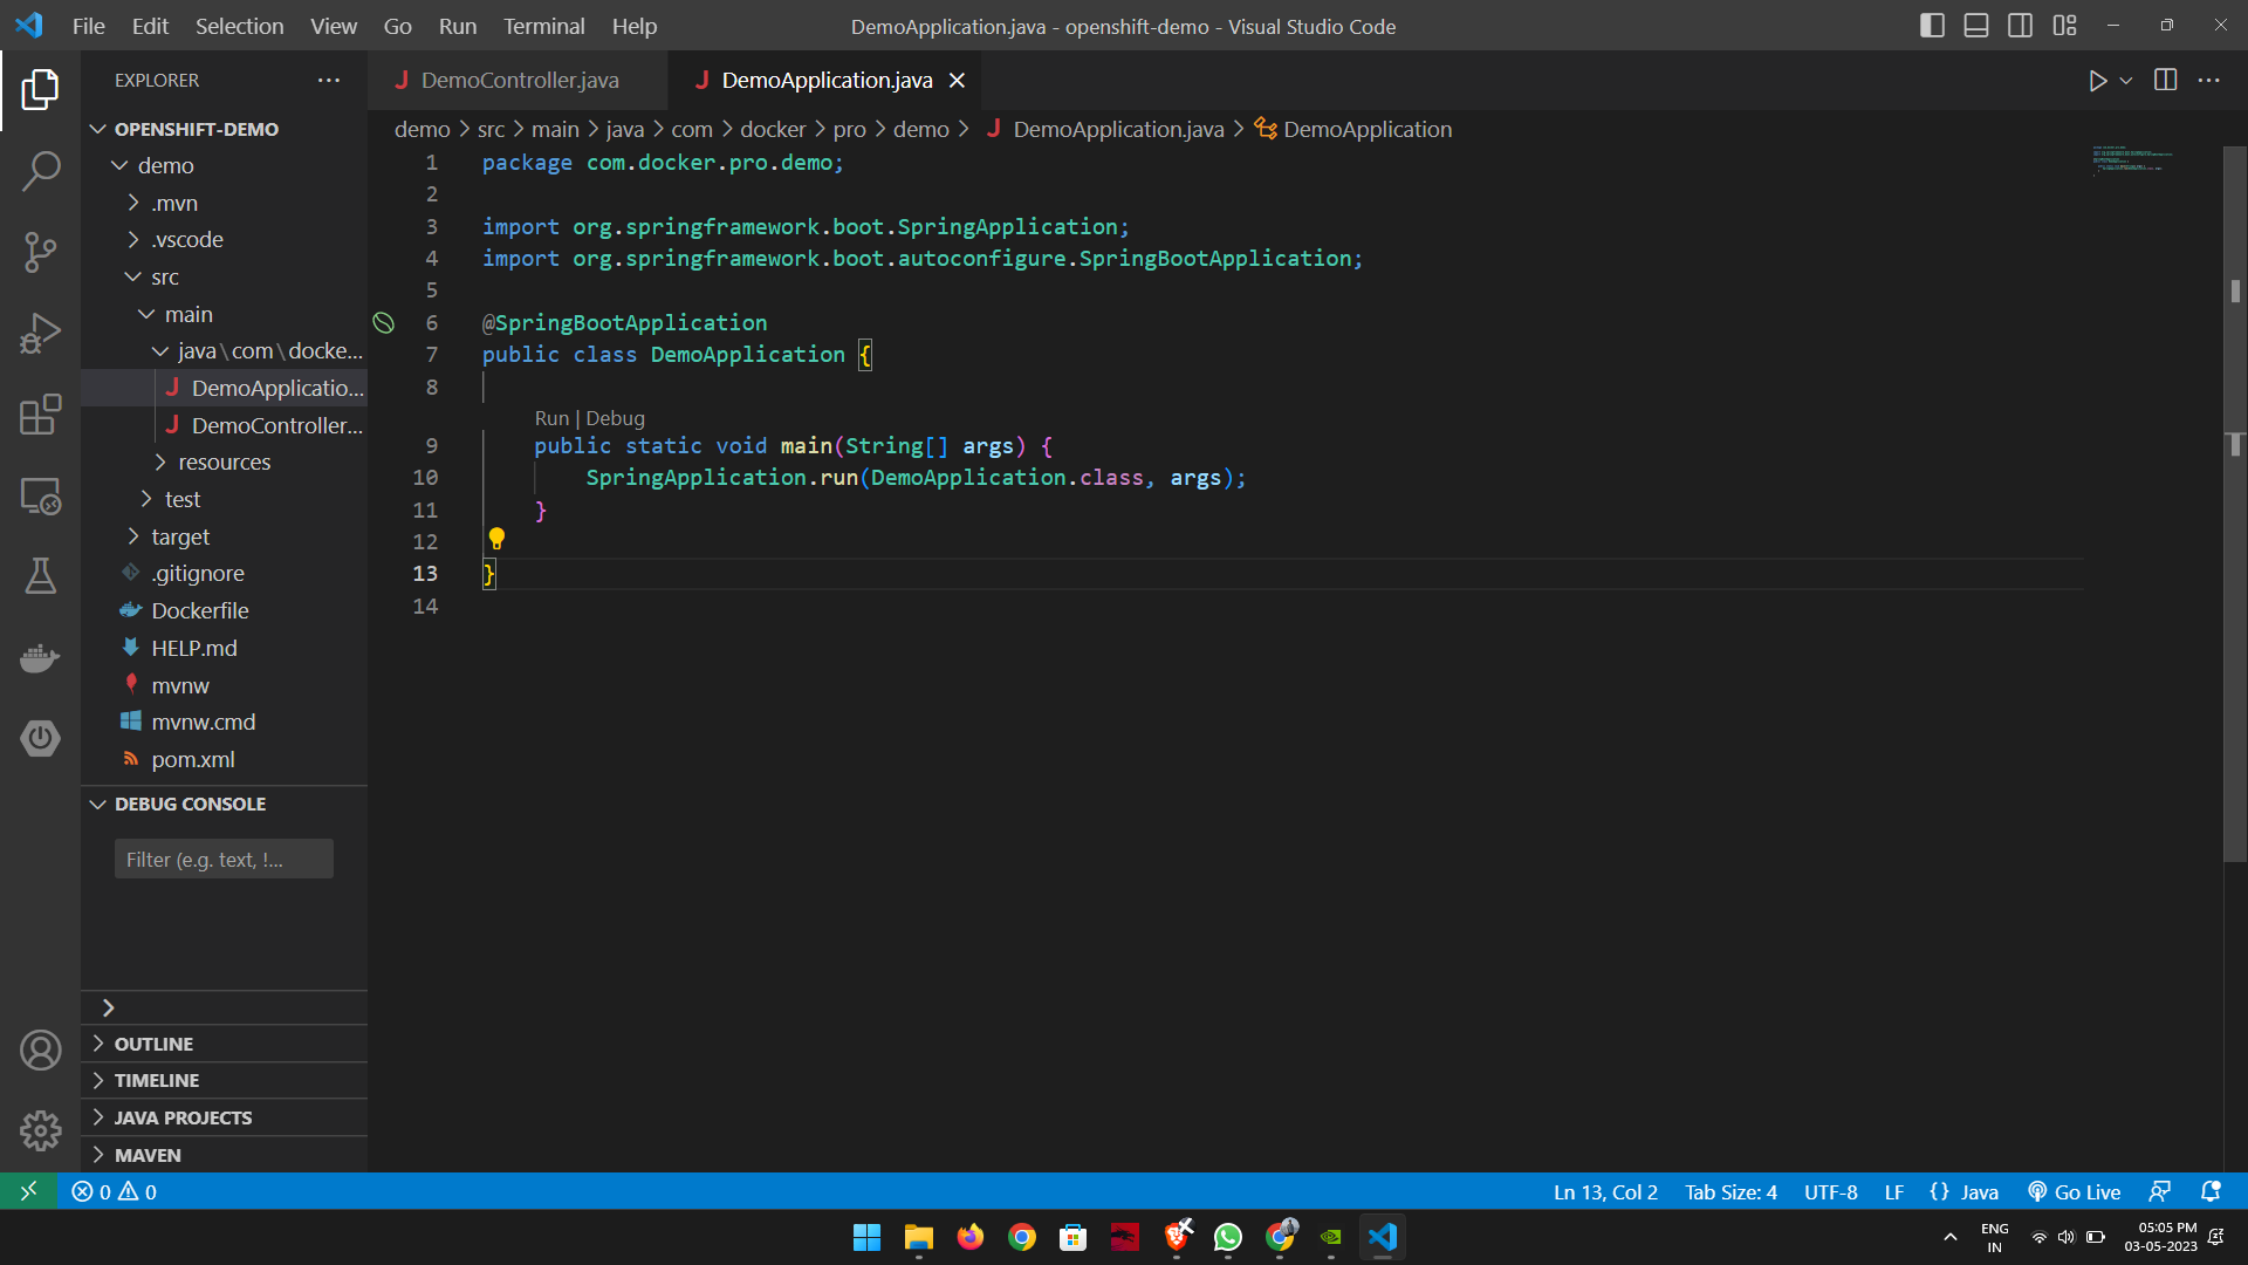 File Edit Selection View Go Run Terminal Help
DemoApplication.java - openshift-demo - Visual Studio Code
EXPLORER
OPENSHIFT-DEMO
demo
.mvn
.vscode
src
main
java\com\docke...
DemoApplicatio...
DemoController...
resources
test
target
.gitignore
Dockerfile
HELP.md
mvnw
mvnw.cmd
pom.xml
DEBUG CONSOLE
Filter (e.g. text, !...
OUTLINE
TIMELINE
JAVA PROJECTS
MAVEN
DemoController.java
DemoApplication.java
demo > src > main > java > com > docker > pro > demo > DemoApplication.java > DemoApplication
1 package com.docker.pro.demo;
2
3 import org.springframework.boot.SpringApplication;
4 import org.springframework.boot.autoconfigure.SpringBootApplication;
5
6 @SpringBootApplication
7 public class DemoApplication {
8
Run | Debug
9 public static void main(String[] args) {
10 SpringApplication.run(DemoApplication.class, args);
11 }
12
13 }
14
0 0
Ln 13, Col 2 Tab Size: 4 UTF-8 LF {} Java Go Live
ENG
IN
05:05 PM
03-05-2023